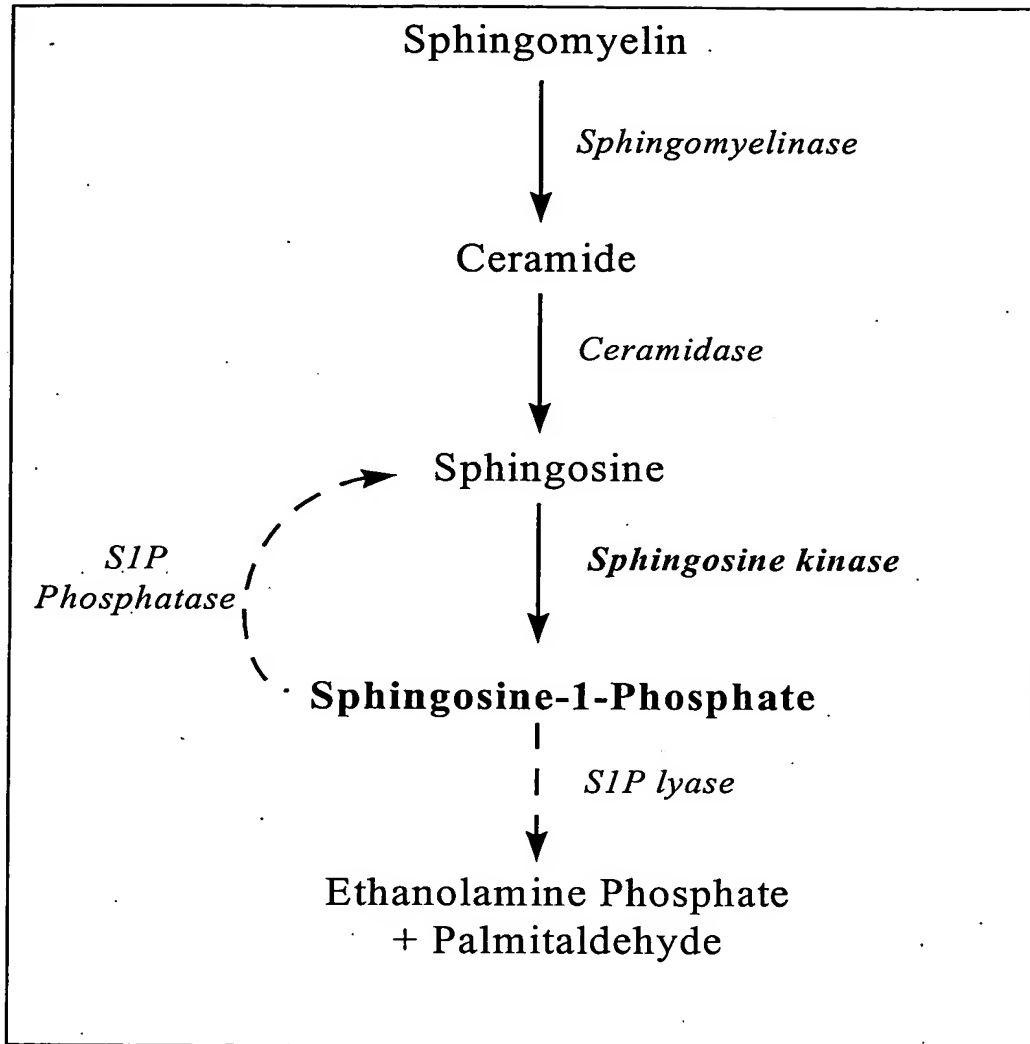 Sphingomyelin
Sphingomyelinase
Ceramide
Ceramidase
Sphingosine
S1P
Phosphatase
Sphingosine kinase
Sphingosine-1-Phosphate
S1P lyase
Ethanolamine Phosphate
+ Palmitaldehyde